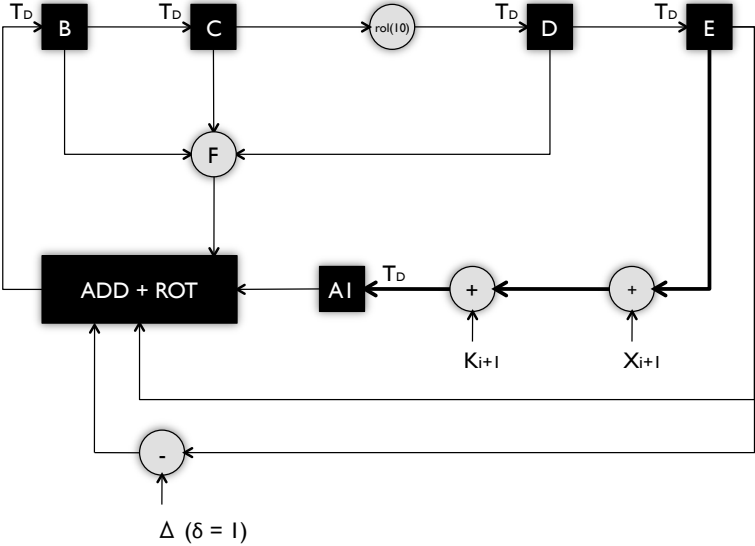 TD B TD C rol(10) TD D TD E
F
ADD + ROT A1 TD + +
Ki+1 Xi+1
-
Δ (δ = 1)